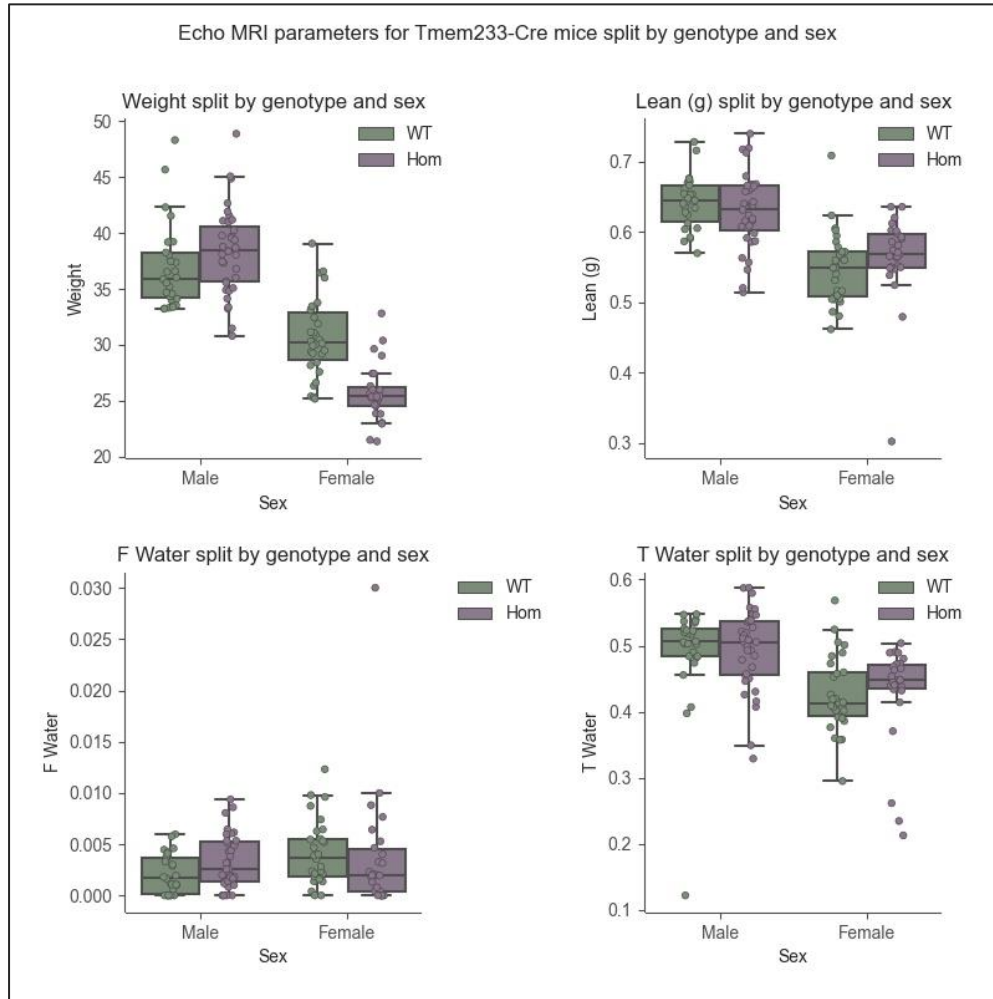 Echo MRI parameters for Tmem233-Cre mice split by genotype and sex
Weight split by genotype and sex
50
45
40
35
30
25
20
Weight
WT
Hom
Male
Female
Sex
Lean (g) split by genotype and sex
0.7
0.6
0.5
0.4
0.3
Lean (g)
WT
Hom
Male
Female
Sex
F Water split by genotype and sex
0.030
0.025
0.020
0.015
0.010
0.005
0.000
F Water
WT
Hom
Male
Female
Sex
T Water split by genotype and sex
0.6
0.5
0.4
0.3
0.2
0.1
T Water
WT
Hom
Male
Female
Sex